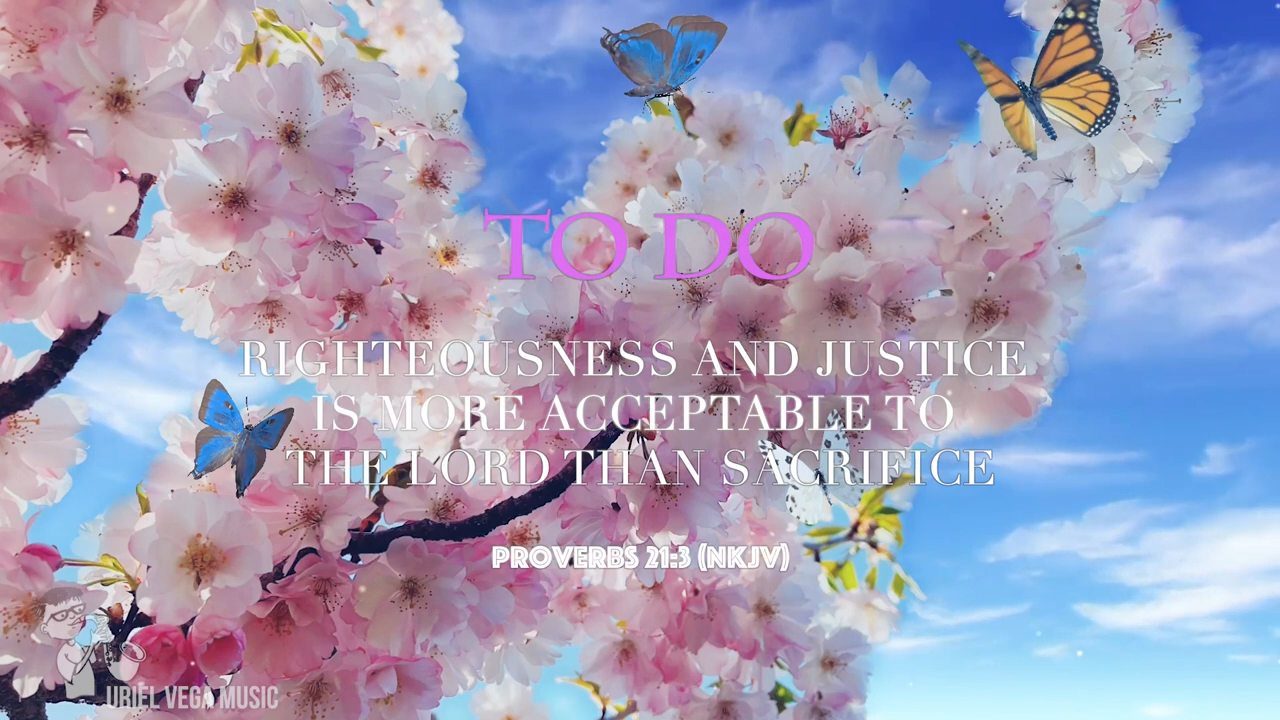 TO DO
RIGHTEOUSNESS AND JUSTICE
IS MORE ACCEPTABLE TO
THE LORD THAN SACRIFICE
PROVERBS 21:3 (NKJV)
URIEL VEGA MUSIC